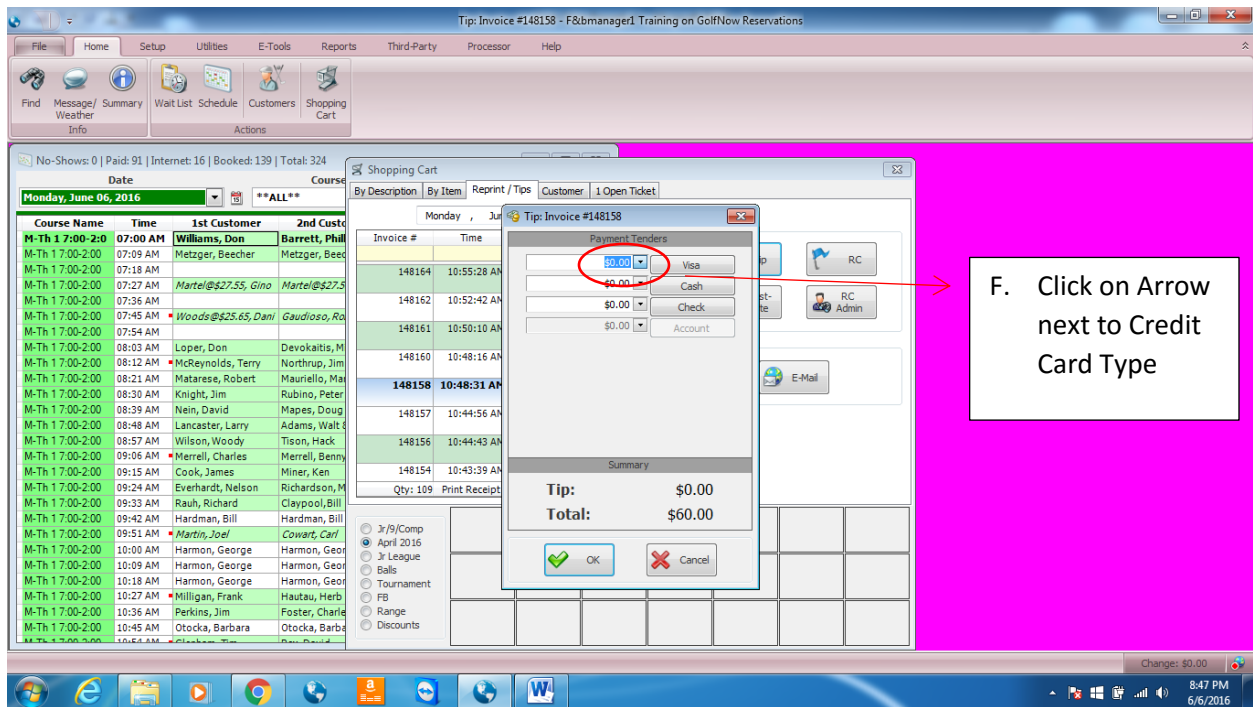 Tip: Invoice #148158 - F&bmanager1 Training on GolfNow Reservations
File Home Setup Utilities E-Tools Reports Third-Party Processor Help
Find Message/ Weather Summary Wait List Schedule Customers Shopping Cart
Info Actions
No-Shows: 0 | Paid: 91 | Internet: 16 | Booked: 139 | Total: 324
Date Course
Monday, June 06, 2016 15 **ALL**
Course Name Time 1st Customer 2nd Custo
M-Th 1 7:00-2:0 07:00 AM Williams, Don Barrett, Phill
M-Th 1 7:00-2:00 07:09 AM Metzger, Beecher Metzger, Beec
M-Th 1 7:00-2:00 07:18 AM
M-Th 1 7:00-2:00 07:27 AM Martel@$27.55, Gino Martel@$27.5
M-Th 1 7:00-2:00 07:36 AM
M-Th 1 7:00-2:00 07:45 AM Woods@$25.65, Dani Gaudioso, Ro
M-Th 1 7:00-2:00 07:54 AM
M-Th 1 7:00-2:00 08:03 AM Loper, Don Devokaitis, M
M-Th 1 7:00-2:00 08:12 AM McReynolds, Terry Northrup, Jim
M-Th 1 7:00-2:00 08:21 AM Matarese, Robert Mauriello, Mar
M-Th 1 7:00-2:00 08:30 AM Knight, Jim Rubino, Peter
M-Th 1 7:00-2:00 08:39 AM Nein, David Mapes, Doug
M-Th 1 7:00-2:00 08:48 AM Lancaster, Larry Adams, Walt &
M-Th 1 7:00-2:00 08:57 AM Wilson, Woody Tison, Hack
M-Th 1 7:00-2:00 09:06 AM Merrell, Charles Merrell, Benny
M-Th 1 7:00-2:00 09:15 AM Cook, James Miner, Ken
M-Th 1 7:00-2:00 09:24 AM Everhardt, Nelson Richardson, M
M-Th 1 7:00-2:00 09:33 AM Rauh, Richard Claypool,Bill
M-Th 1 7:00-2:00 09:42 AM Hardman, Bill Hardman, Bill
M-Th 1 7:00-2:00 09:51 AM Martin,Joel Cowart, Carl
M-Th 1 7:00-2:00 10:00 AM Harmon, George Harmon, Geor
M-Th 1 7:00-2:00 10:09 AM Harmon, George Harmon, Geor
M-Th 1 7:00-2:00 10:18 AM Harmon, George Harmon, Geor
M-Th 1 7:00-2:00 10:27 AM Milligan, Frank Hautau, Herb
M-Th 1 7:00-2:00 10:36 AM Perkins, Jim Foster, Charle
M-Th 1 7:00-2:00 10:45 AM Otocka, Barbara Otocka, Barba
Shopping Cart
By Description By Item Reprint / Tips Customer 1 Open Ticket
Monday , Jur
Invoice # Time
148164 10:55:28 AM
148162 10:52:42 AM
148161 10:50:10 AM
148160 10:48:16 AM
148158 10:48:31 AM
148157 10:44:56 AM
148156 10:44:43 AM
148154 10:43:39 AM
Qty: 109 Print Receipt
Jr/9/Comp
April 2016
Jr League
Balls
Tournament
FB
Range
Discounts
Tip: Invoice #148158
Payment Tenders
$0.00 Visa
$0.00 Cash
$0.00 Check
$0.00 Account
Summary
Tip: $0.00
Total: $60.00
OK Cancel
RC
RC Admin
E-Mail
F. Click on Arrow
next to Credit
Card Type
Change: $0.00
8:47 PM
6/6/2016